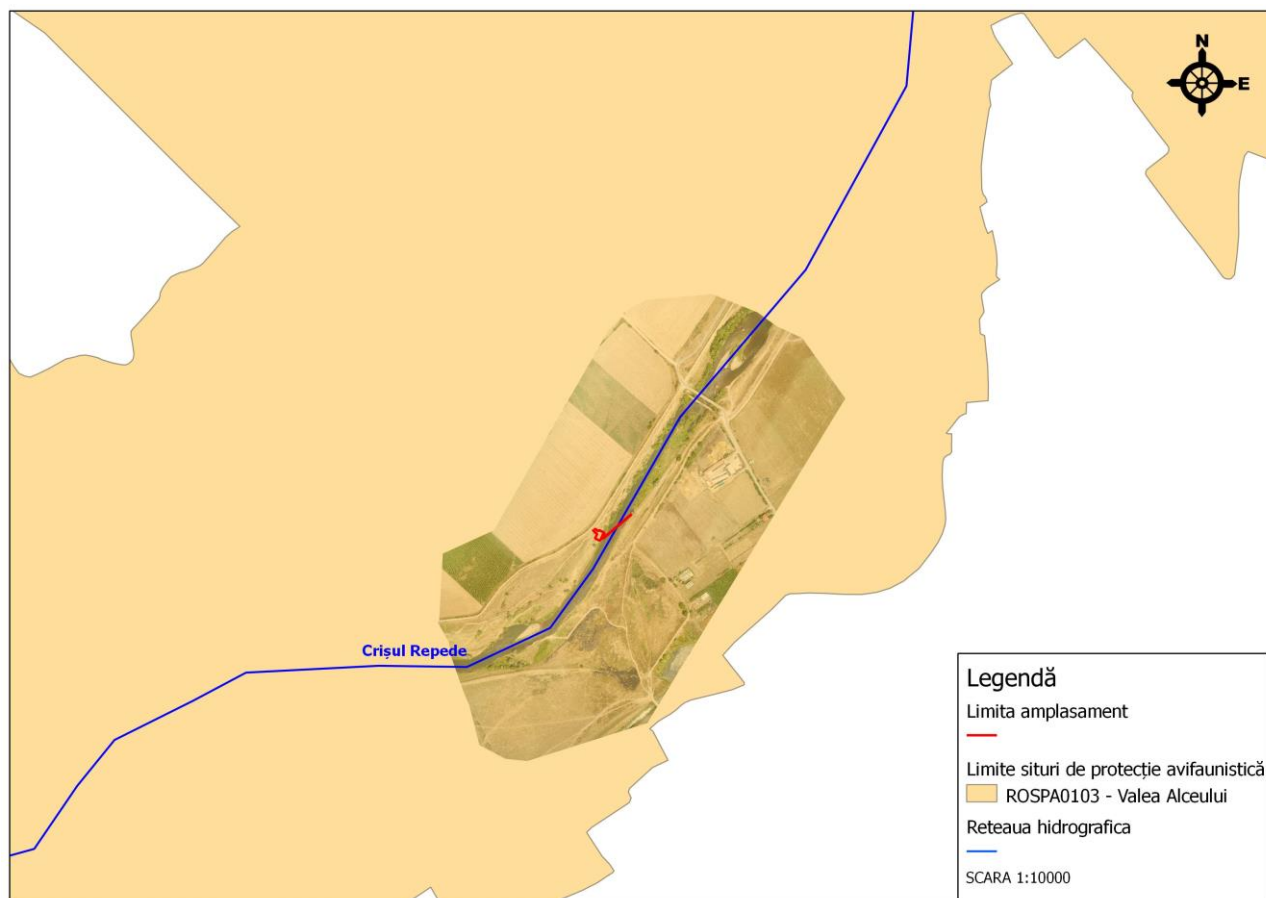 N
E
Crișul Repede
Legendă
Limita amplasament
Limite situri de protecție avifaunistică
ROSPA0103 - Valea Alceului
Reteaua hidrografica
SCARA 1:10000